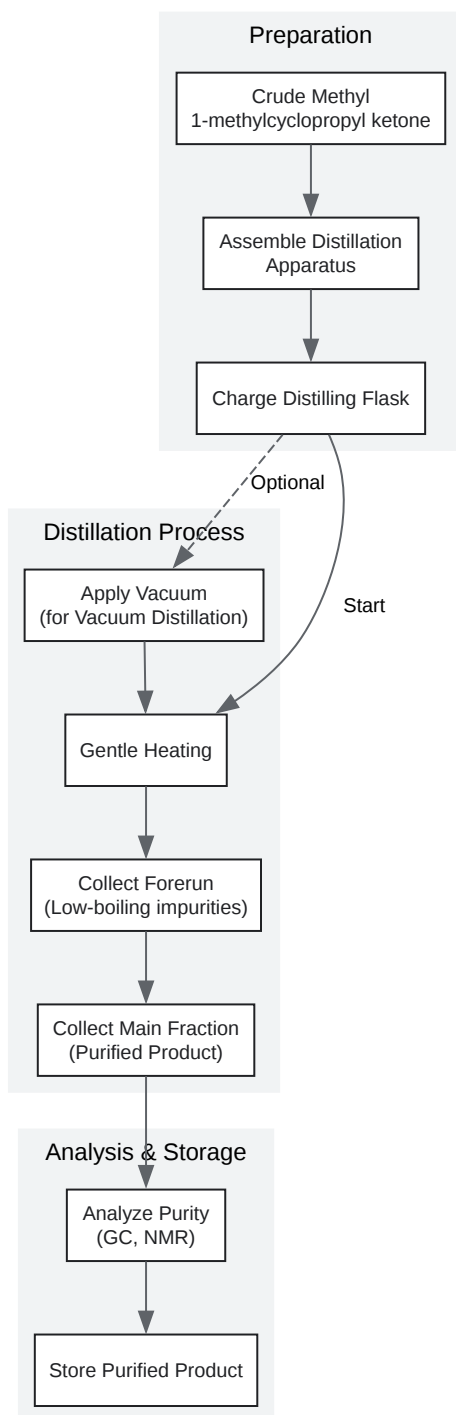 Preparation
Crude Methyl
1-methylcyclopropyl ketone
Assemble Distillation
Apparatus
Charge Distilling Flask
Optional
Distillation Process
Apply Vacuum
(for Vacuum Distillation)
Start
Gentle Heating
Collect Forerun
(Low-boiling impurities)
Collect Main Fraction
(Purified Product)
Analysis & Storage
Analyze Purity
(GC, NMR)
Store Purified Product